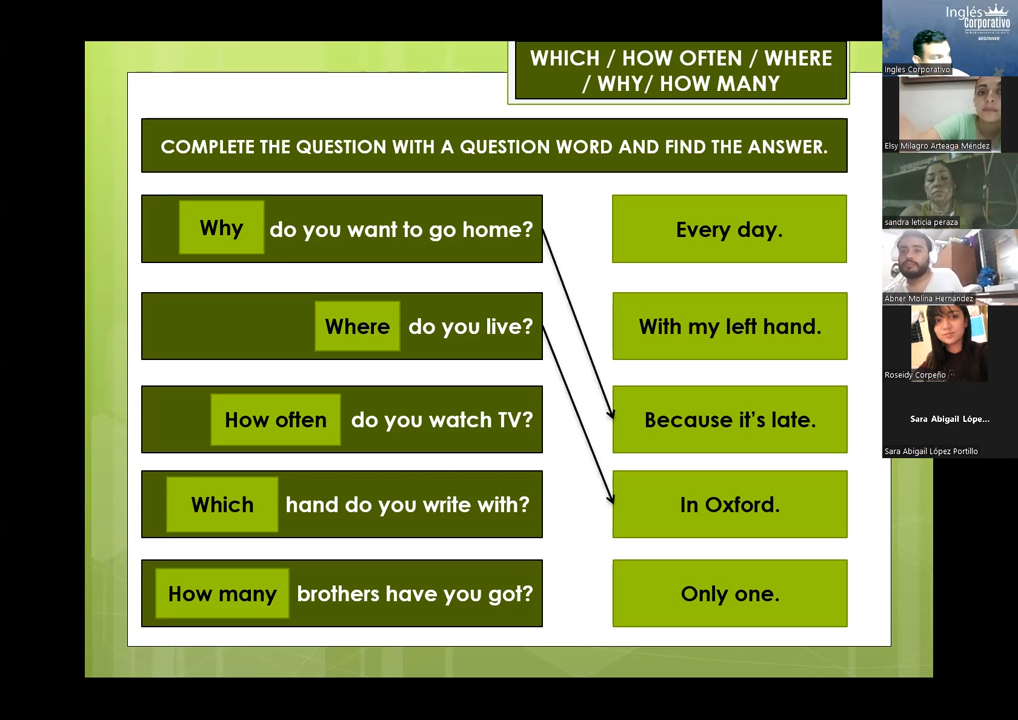 WHICH / HOW OFTEN / WHERE
/ WHY/ HOW MANY
COMPLETE THE QUESTION WITH A QUESTION WORD AND FIND THE ANSWER.
Why do you want to go home?
Every day.
Where do you live?
With my left hand.
How often do you watch TV?
Because it's late.
Which hand do you write with?
In Oxford.
How many brothers have you got?
Only one.
Inglés
Corporativo
BEGINNER
Ingles Corporativo
Elsy Milagro Arteaga Méndez
sandra leticia peraza
Abner Molina Hernández
Roseidy Corpeño
Sara Abigail Lópe...
Sara Abigail López Portillo